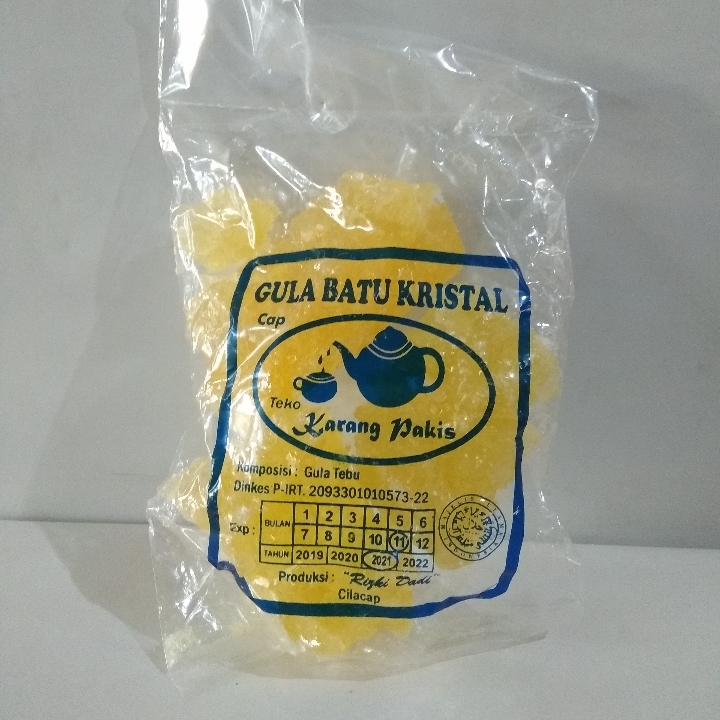 GULA BATU KRISTAL
Cap
Teko
Karang Pakis
Komposisi : Gula Tebu
Dinkes P-IRT. 2093301010573-22
Exp :
BULAN 1 2 3 4 5 6
7 8 9 10 11 12
TAHUN 2019 2020 2021 2022
Produksi : "Rizki Dadi"
Cilacap